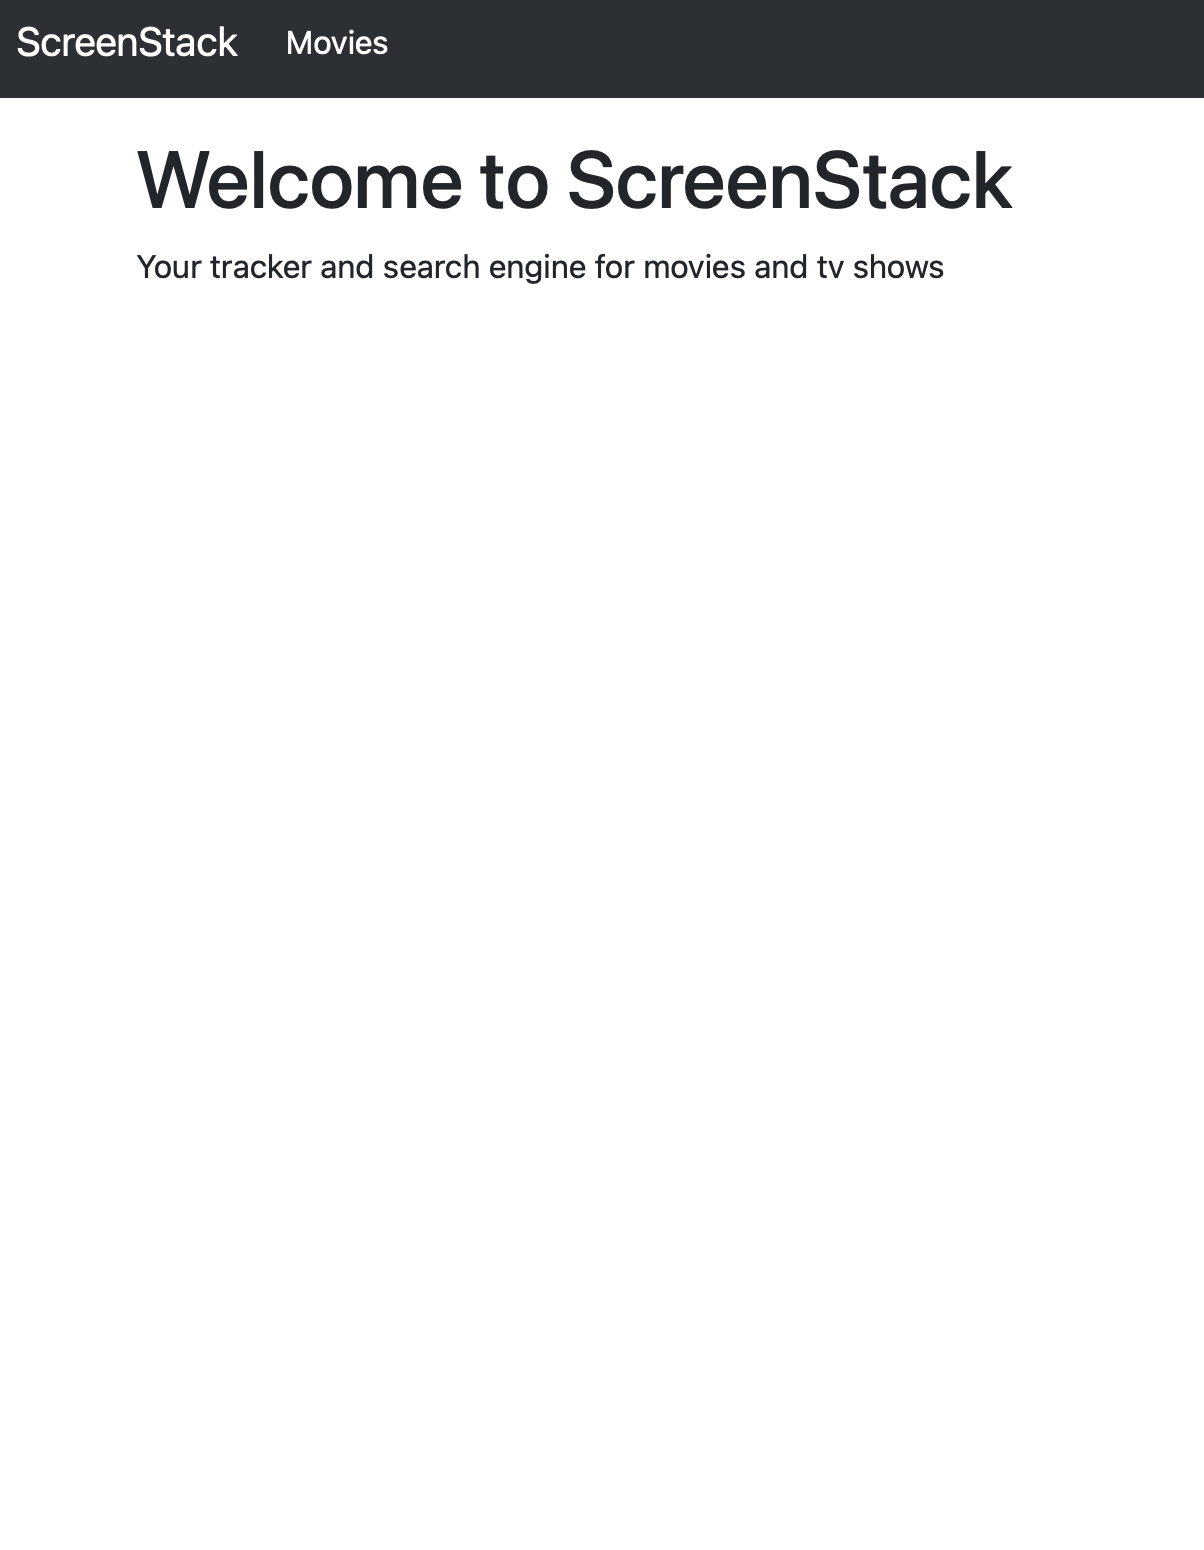 ScreenStack Movies
Welcome to ScreenStack
Your tracker and search engine for movies and tv shows